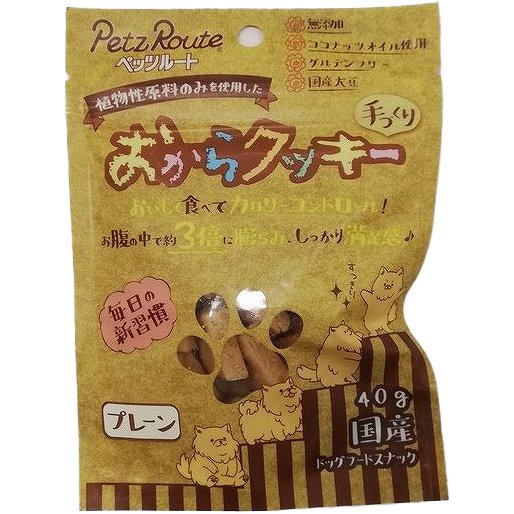 Petz Route
ペッツルート
無添加
ココナッツオイル使用
グルテンフリー
国産大豆
植物性原料のみを使用した
手づくり
おからクッキー
おいしく食べてカロリーコントロール!
お腹の中で約3倍に膨らみ、しっかり満足感♪
すっきり
毎日の
新習慣
プレーン
40g
国産
ドッグフードスナック